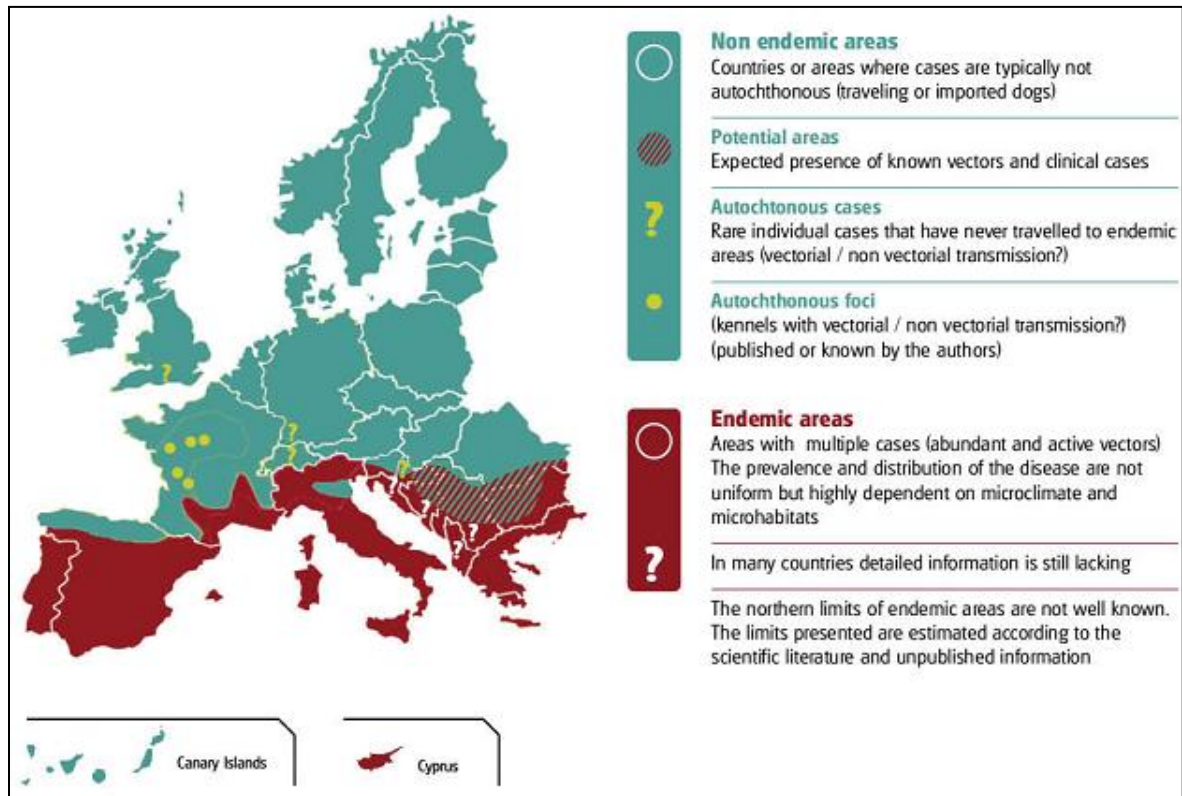 Non endemic areas
Countries or areas where cases are typically not
autochthonous (traveling or imported dogs)
Potential areas
Expected presence of known vectors and clinical cases
?
Autochtonous cases
Rare individual cases that have never travelled to endemic
areas (vectorial / non vectorial transmission?)
Autochthonous foci
(kennels with vectorial / non vectorial transmission?)
(published or known by the authors)
Endemic areas
Areas with multiple cases (abundant and active vectors)
The prevalence and distribution of the disease are not
uniform but highly dependent on microclimate and
microhabitats
?
In many countries detailed information is still lacking
The northern limits of endemic areas are not well known.
The limits presented are estimated according to the
scientific literature and unpublished information
?
?
?
?
?
?
?
?
Canary Islands
Cyprus